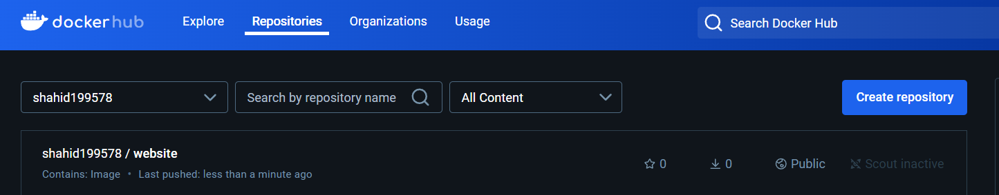 docker hub Explore Repositories Organizations Usage Search Docker Hub
shahid199578 Search by repository name All Content Create repository
shahid199578 / website
0 0 Public Scout inactive
Contains: Image • Last pushed: less than a minute ago